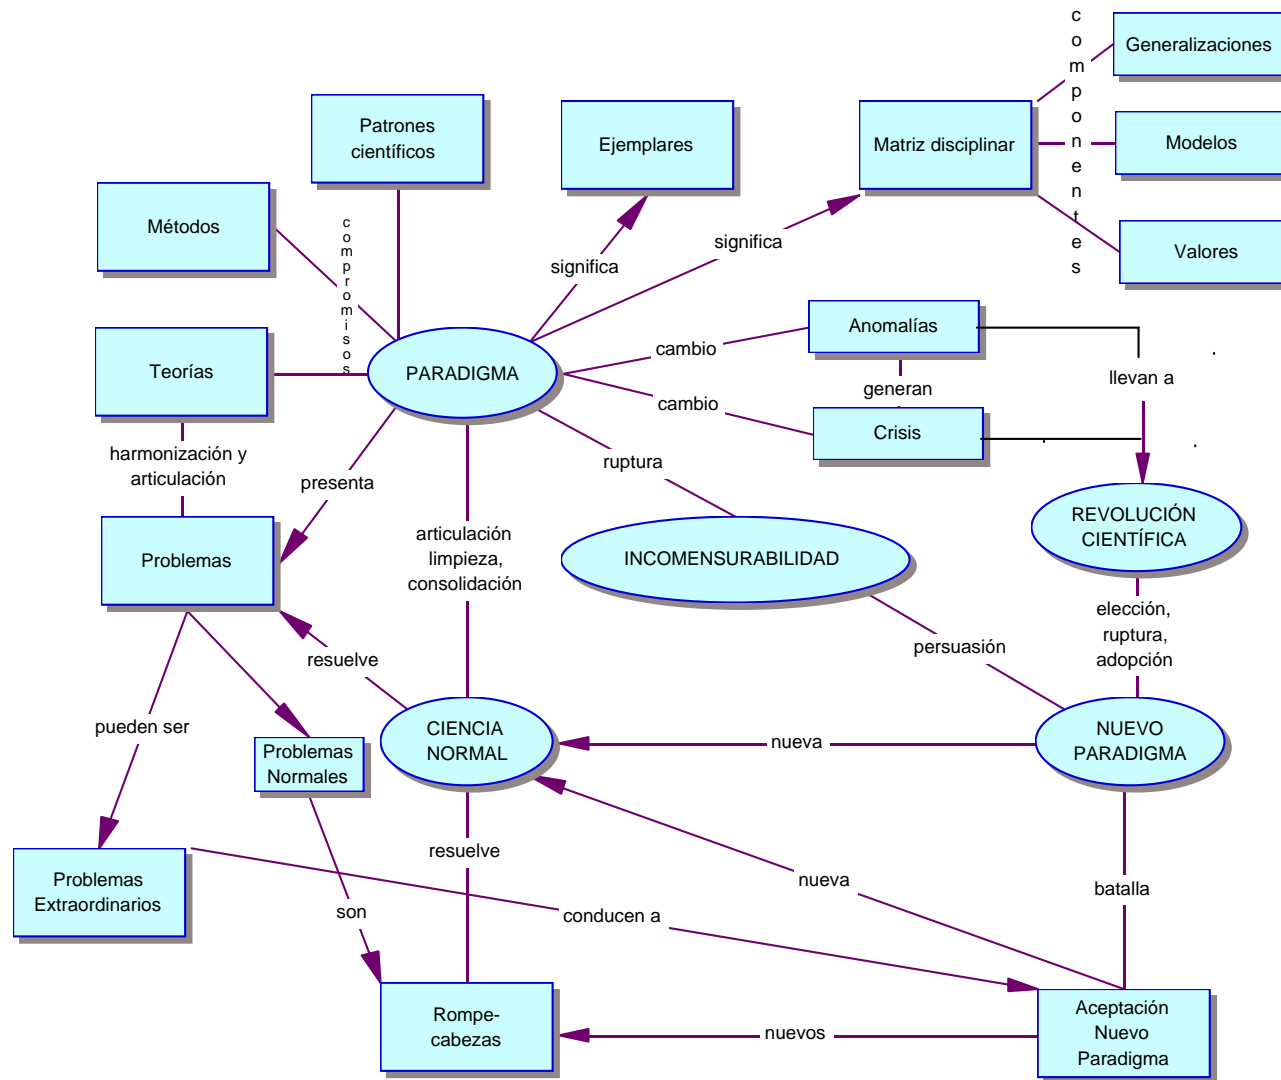 componentes
Generalizaciones
Patrones
científicos
Ejemplares
Matriz disciplinar
Modelos
Métodos
compromisos
significa
significa
Valores
Teorías
PARADIGMA
cambio
Anomalías
generan
llevan a
cambio
Crisis
harmonización y
articulación
presenta
ruptura
Problemas
articulación
limpieza,
consolidación
INCOMENSURABILIDAD
REVOLUCIÓN
CIENTÍFICA
elección,
ruptura,
adopción
resuelve
persuasión
pueden ser
Problemas
Normales
CIENCIA
NORMAL
nueva
NUEVO
PARADIGMA
resuelve
Problemas
Extraordinarios
son
conducen a
nueva
batalla
Rompe-
cabezas
nuevos
Aceptación
Nuevo
Paradigma